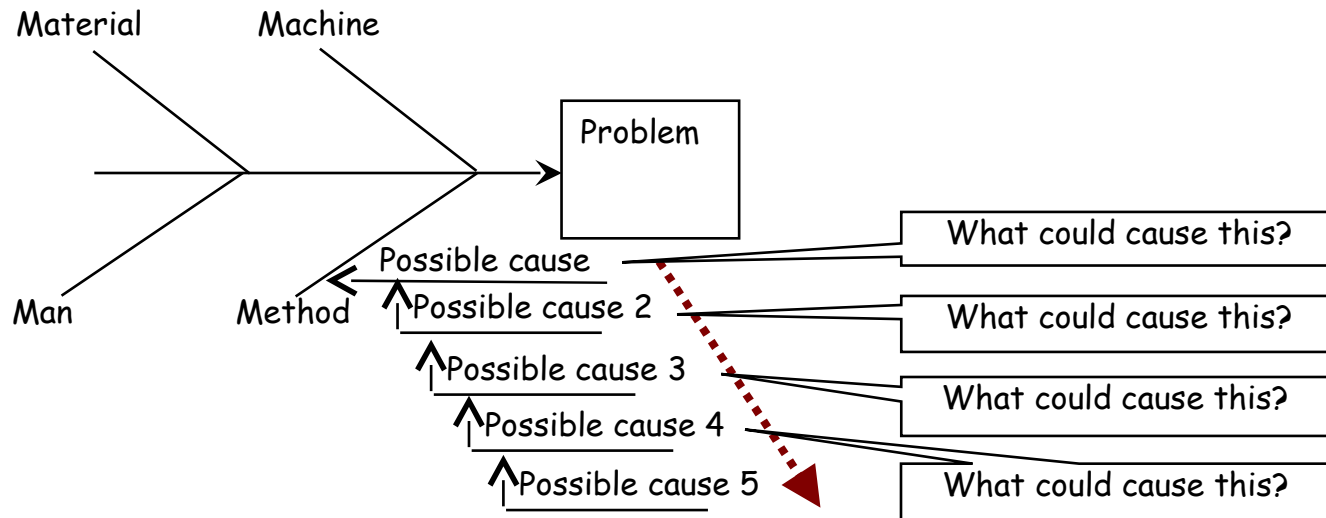 Material
Machine
Problem
What could cause this?
Possible cause
Man
Method
Possible cause 2
What could cause this?
Possible cause 3
What could cause this?
Possible cause 4
What could cause this?
Possible cause 5